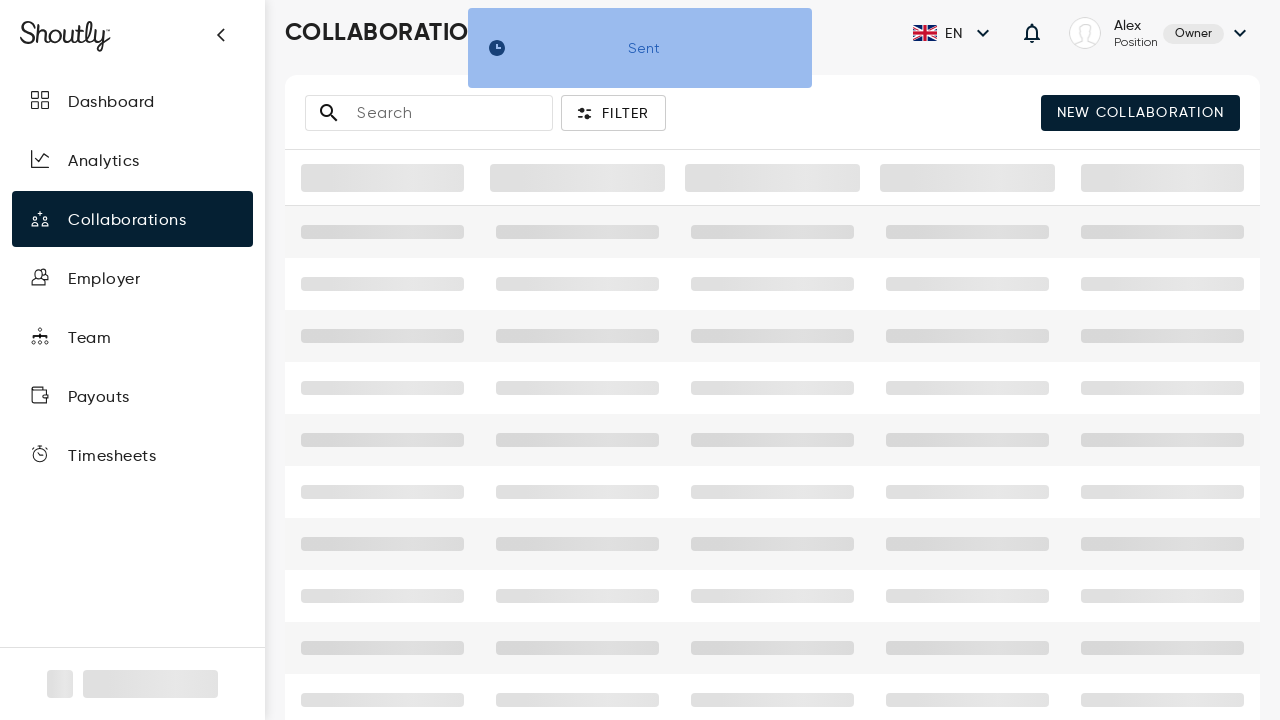 Shoutly
Dashboard
Analytics
Collaborations
Employer
Team
Payouts
Timesheets
COLLABORATIO
Sent
EN
Alex
Position
Owner
Search
FILTER
NEW COLLABORATION